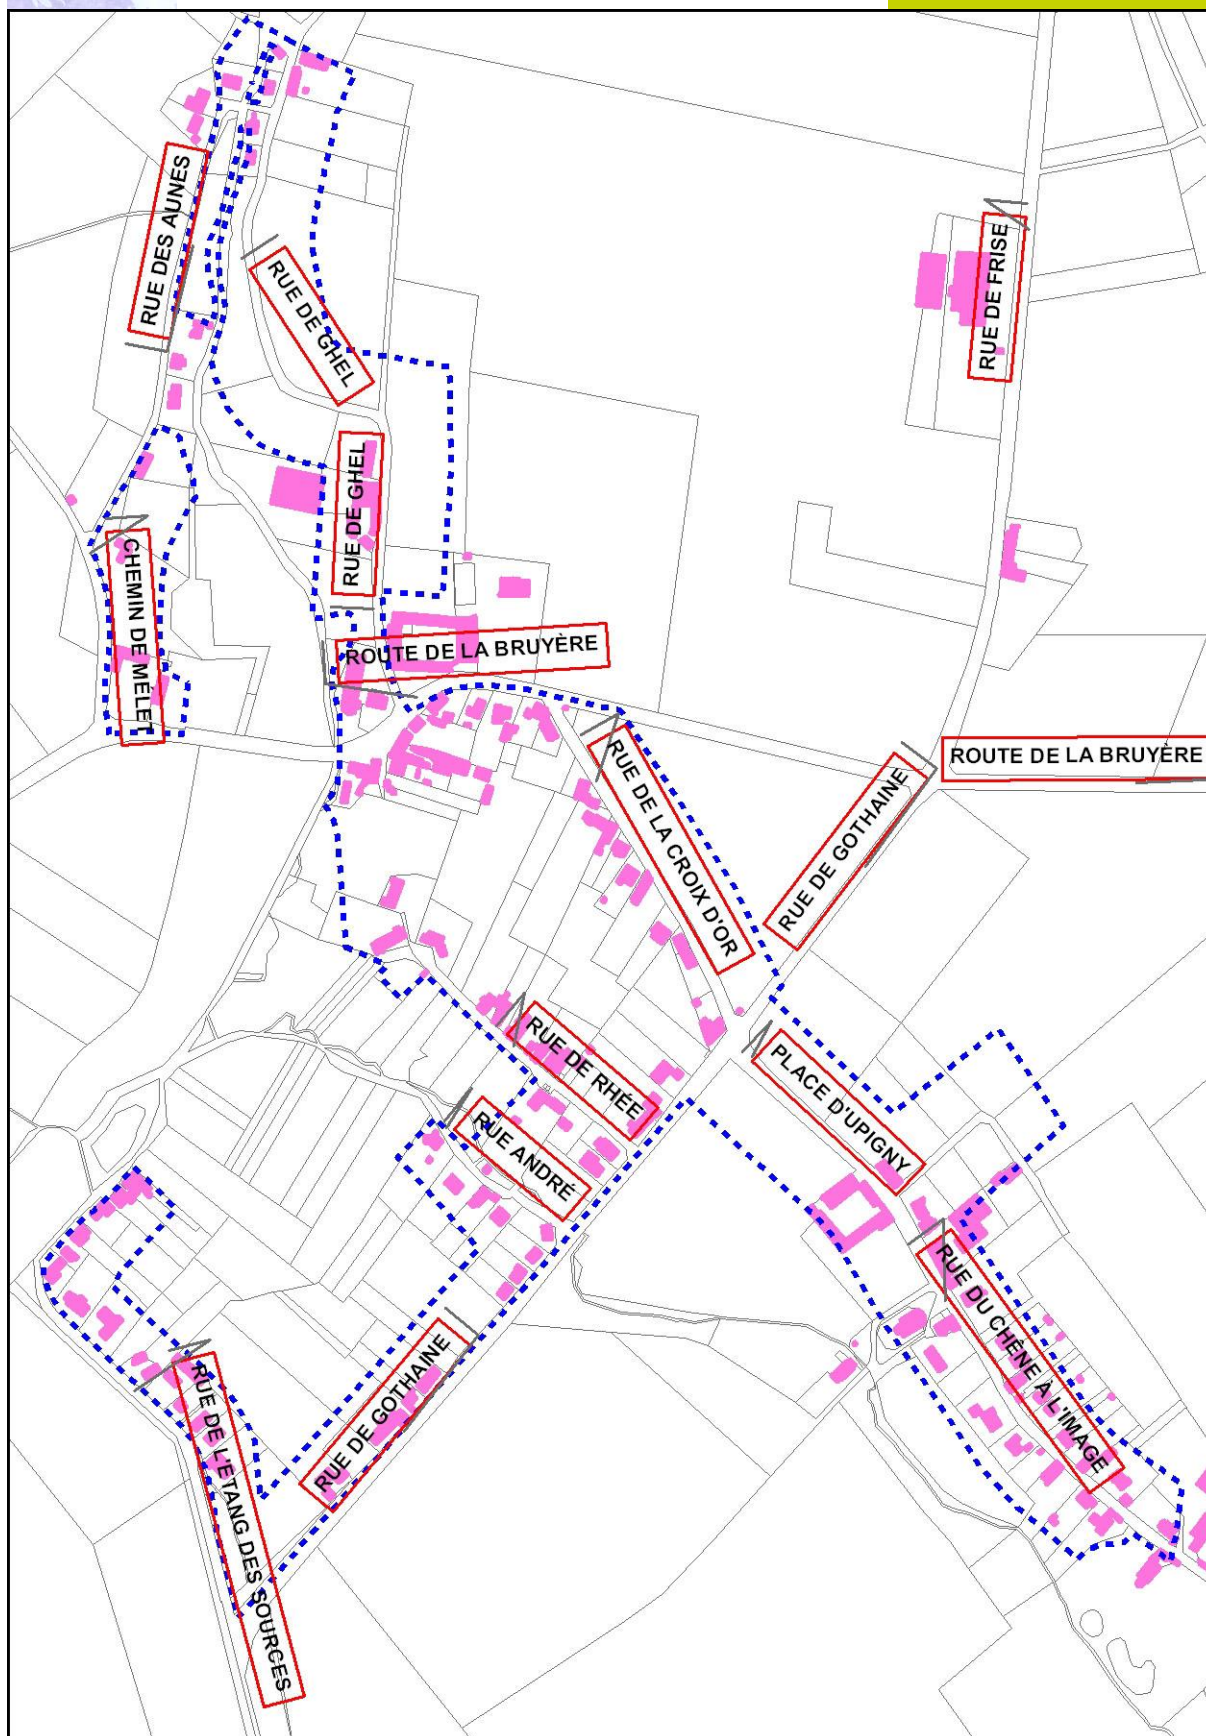 RUE DES AUNES
RUE DE GHEL
RUE DE FRISE
RUE DE GHEL
CHEMIN DE MÈLET
ROUTE DE LA BRUYÈRE
RUE DE LA CROIX D'OR
RUE DE GOTHAINE
ROUTE DE LA BRUYÈRE
RUE DE RHÉE
PLACE D'UPIGNY
RUE ANDRÉ
RUE DU CHÊNE À L'IMAGE
RUE DE GOTHAINE
RUE DE L'ÉTANG DES SOURCES